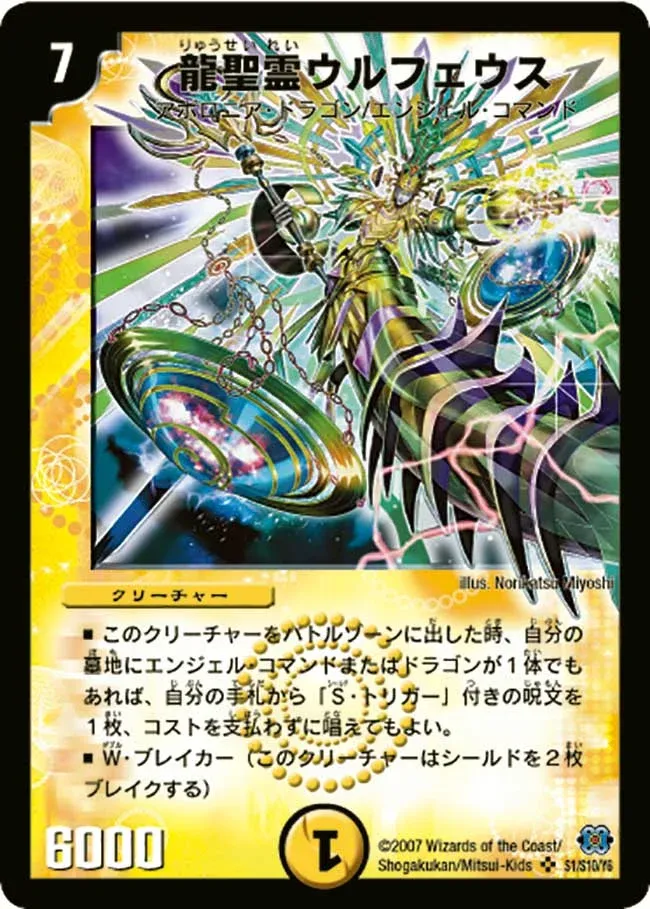 7
りゅうせいれい
龍聖霊ウルフェウス
アポロニア・ドラゴン/エンジェル・コマンド
illus. Norikatsu Miyoshi
クリーチャー
■ このクリーチャーをバトルゾーンに出した時、自分の
墓地にエンジェル・コマンドまたはドラゴンが1体でも
あれば、自分の手札から「S・トリガー」付きの呪文を
1枚、コストを支払わずに唱えてもよい。
■ W・ブレイカー(このクリーチャーはシールドを2枚
ブレイクする)
6000
1
©2007 Wizards of the Coast/
Shogakukan/Mitsui-Kids S1/S10/Y6